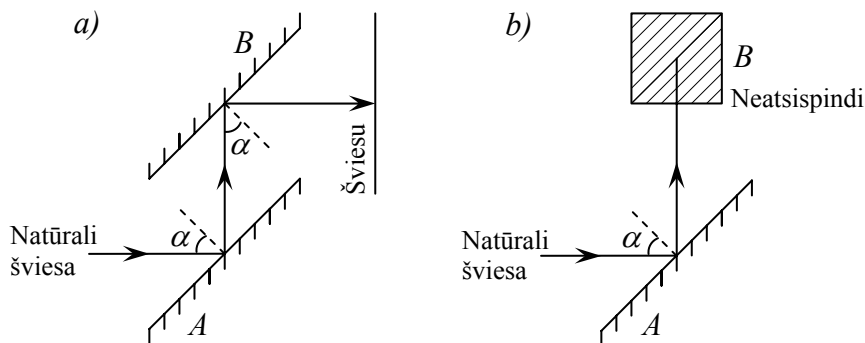 a)
B
α
Šviesu
Natūrali
šviesa
α
A
b)
B
Neatsispindi
Natūrali
šviesa
α
A